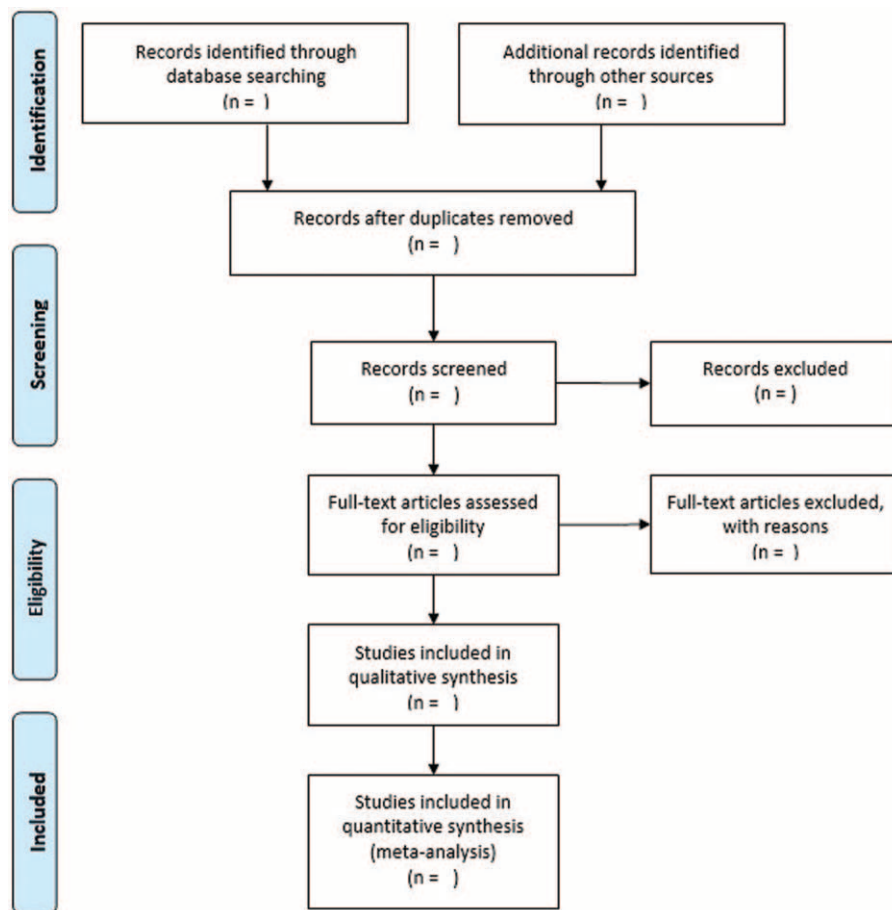 Identification
Records identified through
database searching
(n =   )
Additional records identified
through other sources
(n =   )
Records after duplicates removed
(n =   )
Screening
Records screened
(n =   )
Records excluded
(n =  )
Eligibility
Full-text articles assessed
for eligibility
(n =   )
Full-text articles excluded,
with reasons
(n =   )
Studies included in
qualitative synthesis
(n =   )
Included
Studies included in
quantitative synthesis
(meta-analysis)
(n =   )